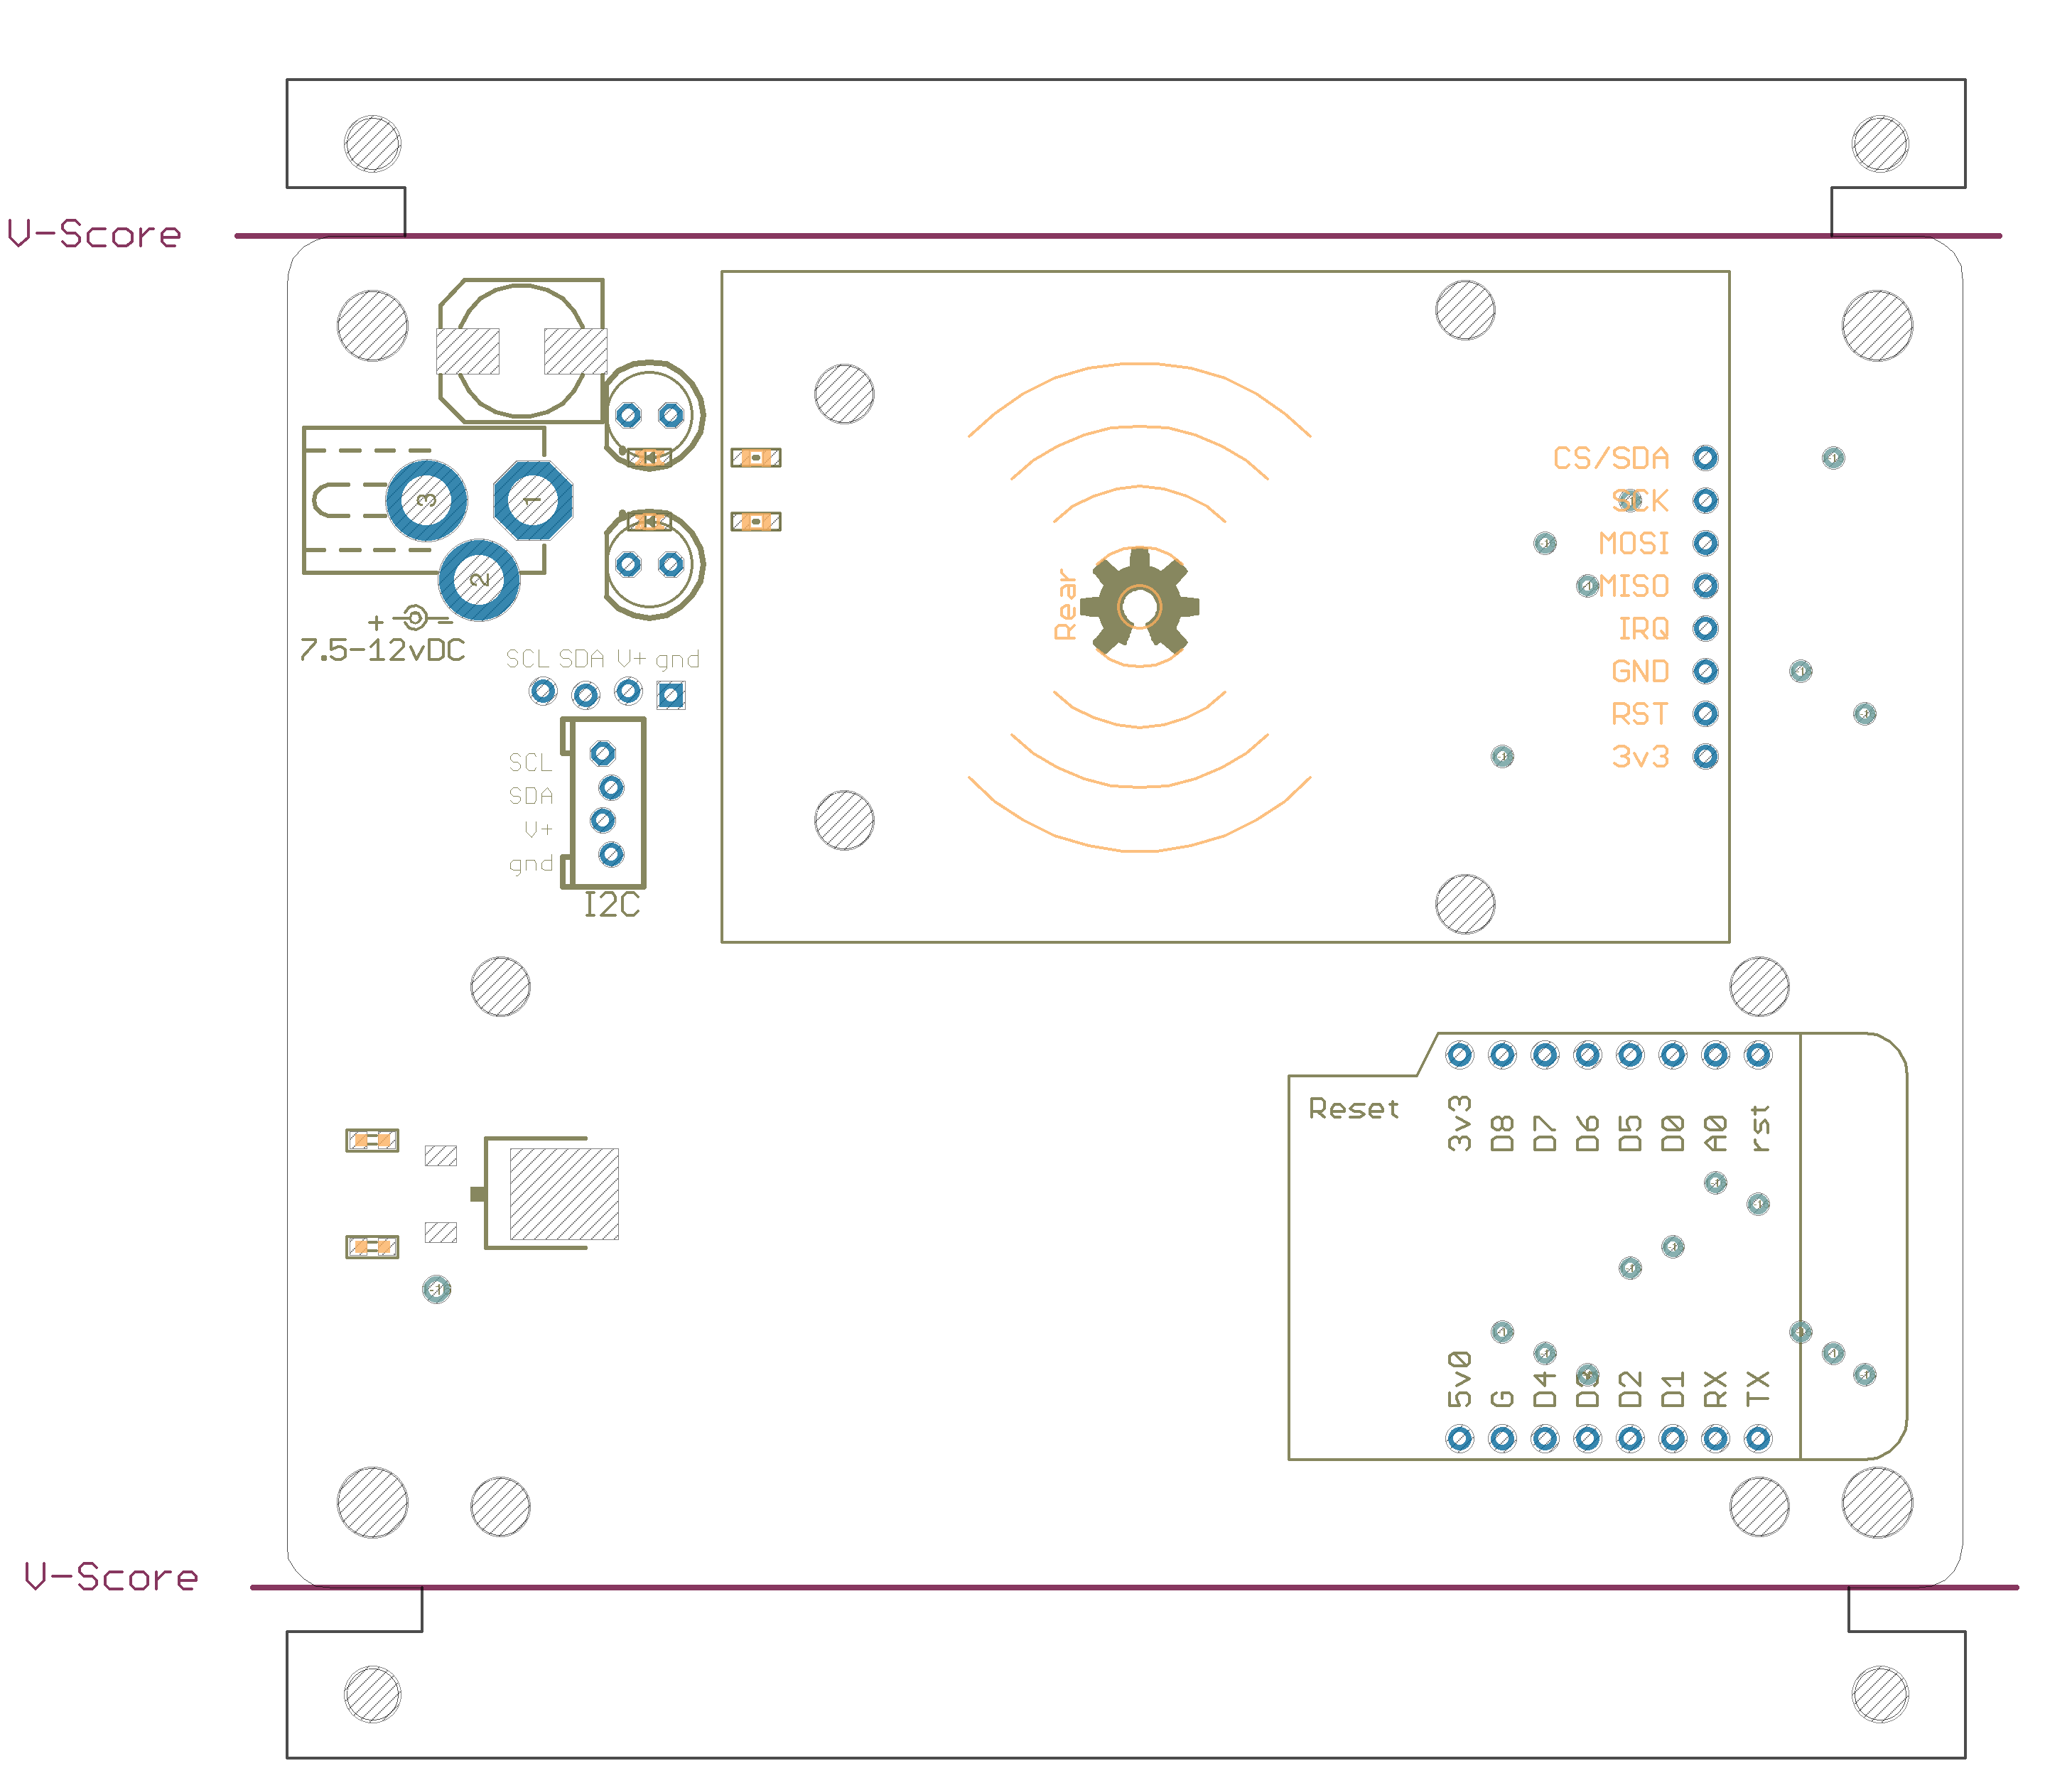 V-Score
3
1
2
+ -
7.5-12vDC
SCL SDA V+ gnd
SCL
SDA
V+
gnd
I2C
Rear
CS/SDA
SCK
MOSI
MISO
IRQ
GND
RST
3v3
Reset
3v3 D8 D7 D6 D5 D0 A0 rst
5v0 G D4 D3 D2 D1 RX TX
V-Score